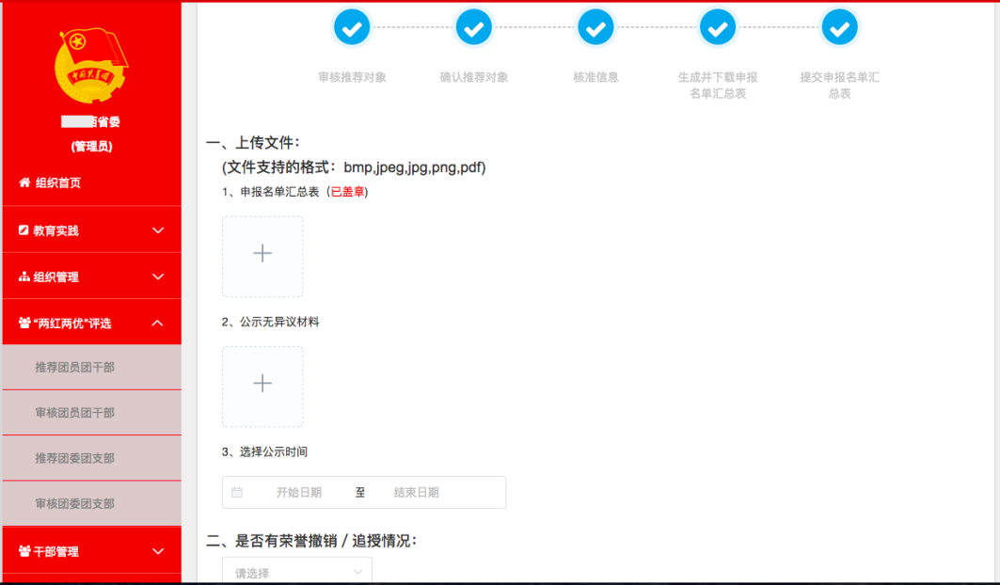 中国共青团
省委
(管理员)
组织首页
教育实践
组织管理
“两红两优”评选
推荐团员团干部
审核团员团干部
推荐团委团支部
审核团委团支部
干部管理
审核推荐对象
确认推荐对象
核准信息
生成并下载申报
名单汇总表
提交申报名单汇
总表
一、上传文件：
(文件支持的格式：bmp,jpeg,jpg,png,pdf)
1、申报名单汇总表（已盖章)
2、公示无异议材料
3、选择公示时间
开始日期 至 结束日期
二、是否有荣誉撤销 / 追授情况：
请选择